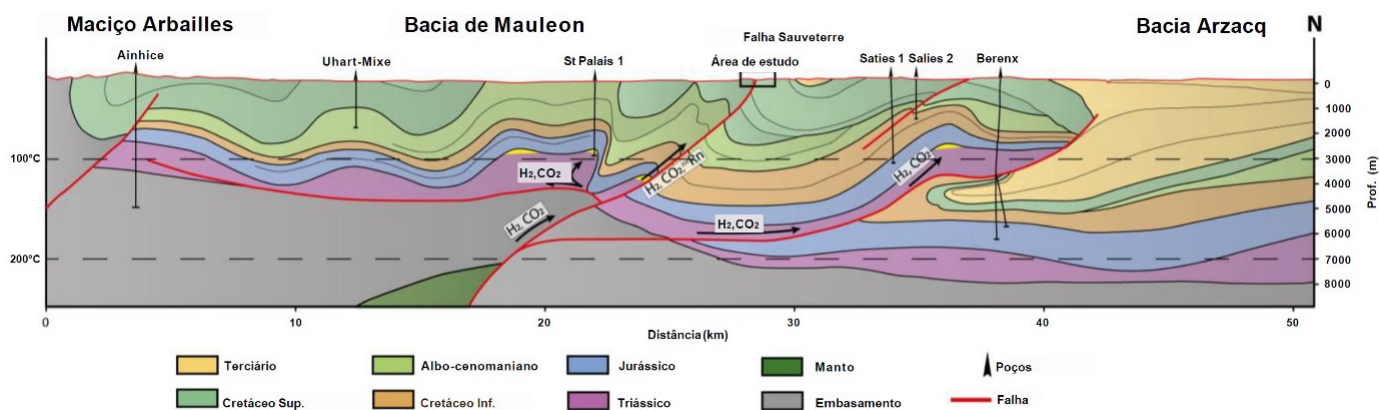 Maciço Arbailles
Bacia de Mauleon
Bacia Arzacq
N
Falha Sauveterre
Ainhice
Uhart-Mixe
St Palais 1
Área de estudo
Saties 1
Salies 2
Berenx
0
1000
2000
3000
4000
5000
6000
7000
8000
Prof. (m)
100°C
200°C
H2,CO2
H2, CO2
H2, CO2 - Rn
H2,CO2
H2, CO2
0
10
20
30
40
50
Distância(km)
Terciário
Albo-cenomaniano
Jurássico
Manto
Poços
Cretáceo Sup.
Cretáceo Inf.
Triássico
Embasamento
Falha